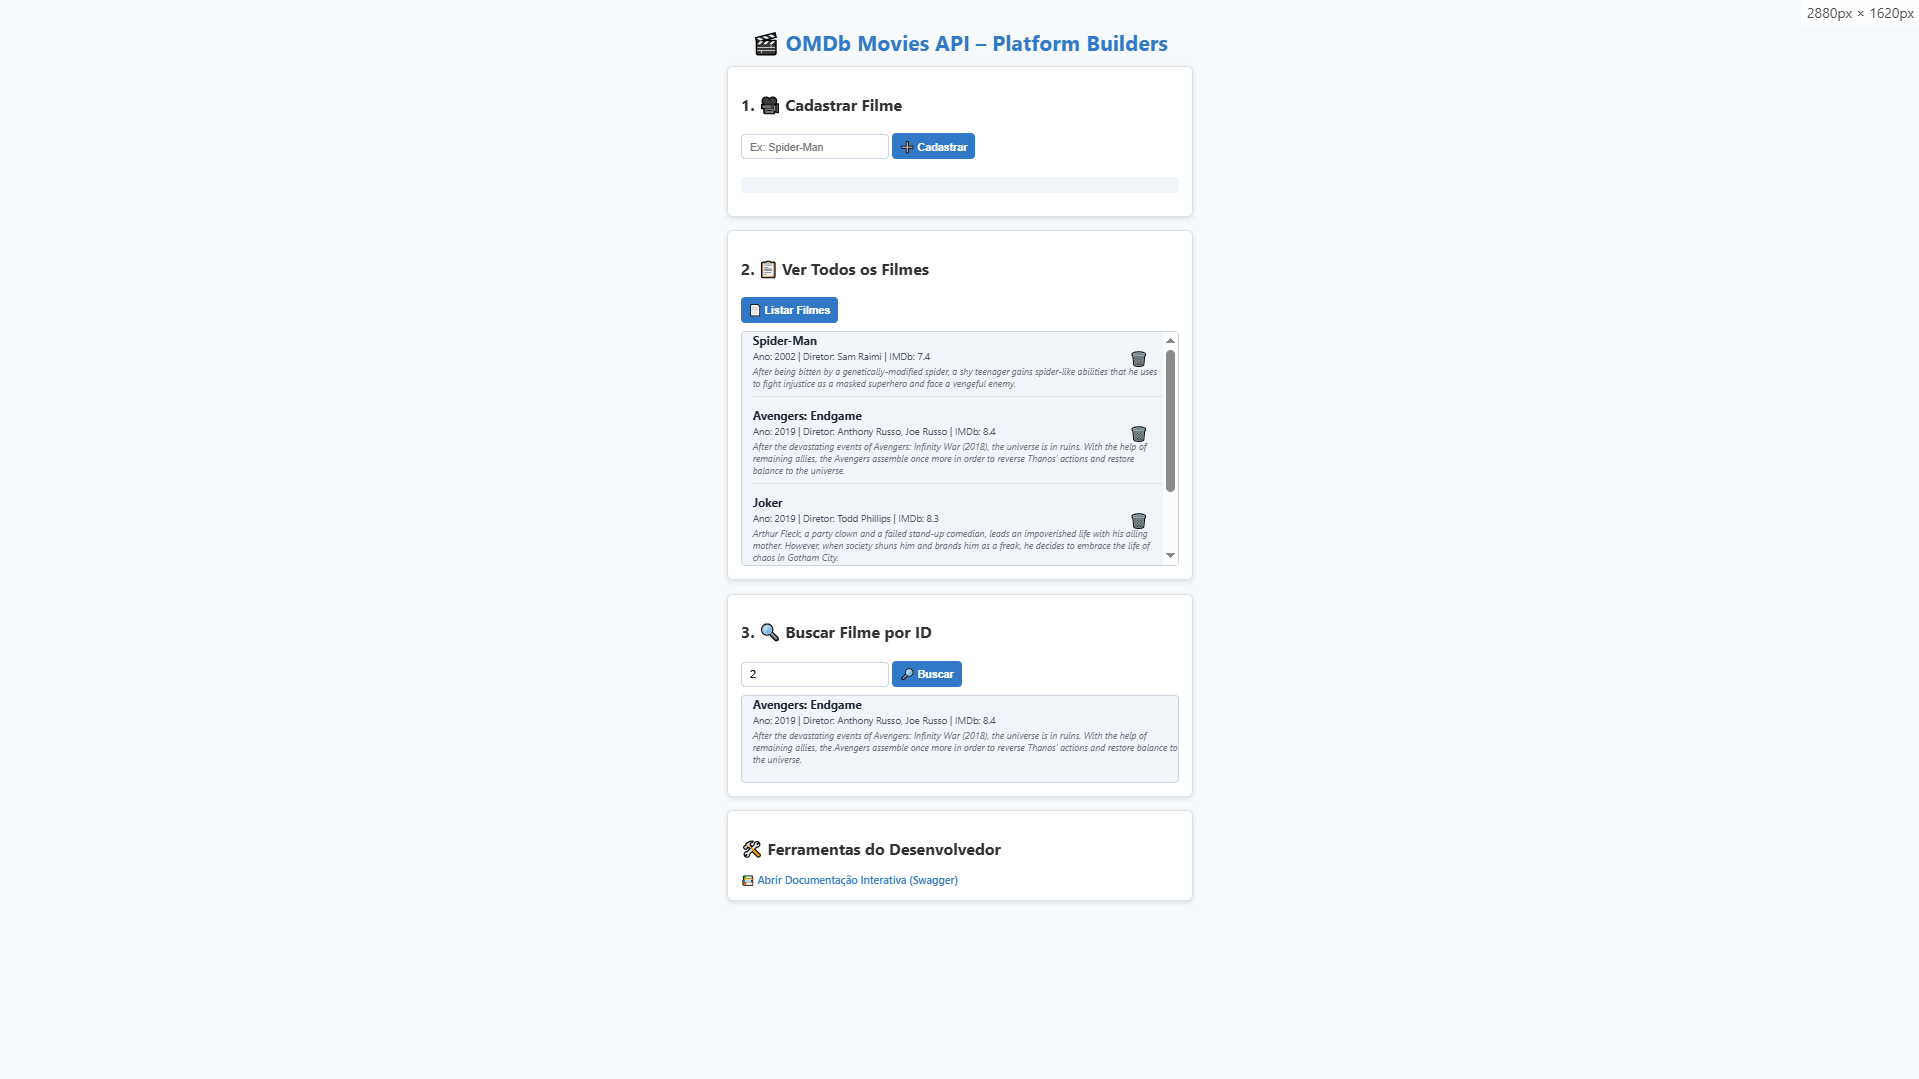 2880px × 1620px
OMDb Movies API – Platform Builders
1. Cadastrar Filme
Ex: Spider-Man
Cadastrar
2. Ver Todos os Filmes
Listar Filmes
Spider-Man
Ano: 2002 | Diretor: Sam Raimi | IMDb: 7.4
After being bitten by a genetically-modified spider, a shy teenager gains spider-like abilities that he uses
to fight injustice as a masked superhero and face a vengeful enemy.
Avengers: Endgame
Ano: 2019 | Diretor: Anthony Russo, Joe Russo | IMDb: 8.4
After the devastating events of Avengers: Infinity War (2018), the universe is in ruins. With the help of
remaining allies, the Avengers assemble once more in order to reverse Thanos' actions and restore
balance to the universe.
Joker
Ano: 2019 | Diretor: Todd Phillips | IMDb: 8.3
Arthur Fleck, a party clown and a failed stand-up comedian, leads an impoverished life with his ailing
mother. However, when society shuns him and brands him as a freak, he decides to embrace the life of
chaos in Gotham City.
3. Buscar Filme por ID
2
Buscar
Avengers: Endgame
Ano: 2019 | Diretor: Anthony Russo, Joe Russo | IMDb: 8.4
After the devastating events of Avengers: Infinity War (2018), the universe is in ruins. With the help of
remaining allies, the Avengers assemble once more in order to reverse Thanos' actions and restore balance to
the universe.
Ferramentas do Desenvolvedor
Abrir Documentação Interativa (Swagger)